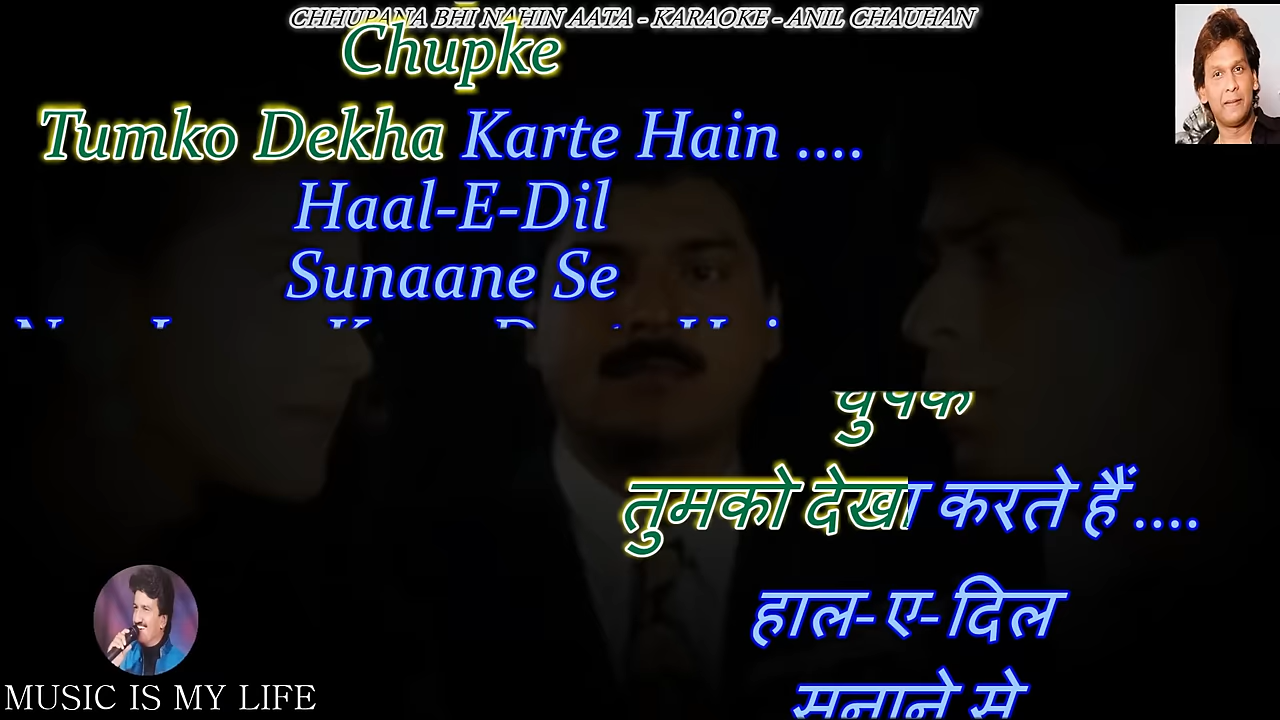 CHHUPANA BHI NAHIN AATA - KARAOKE - ANIL CHAUHAN
Chupke
Tumko Dekha Karte Hain ....
Haal-E-Dil
Sunaane Se
चुपके
तुमको देखा करते हैं ....
हाल-ए-दिल
सुनाने से
MUSIC IS MY LIFE